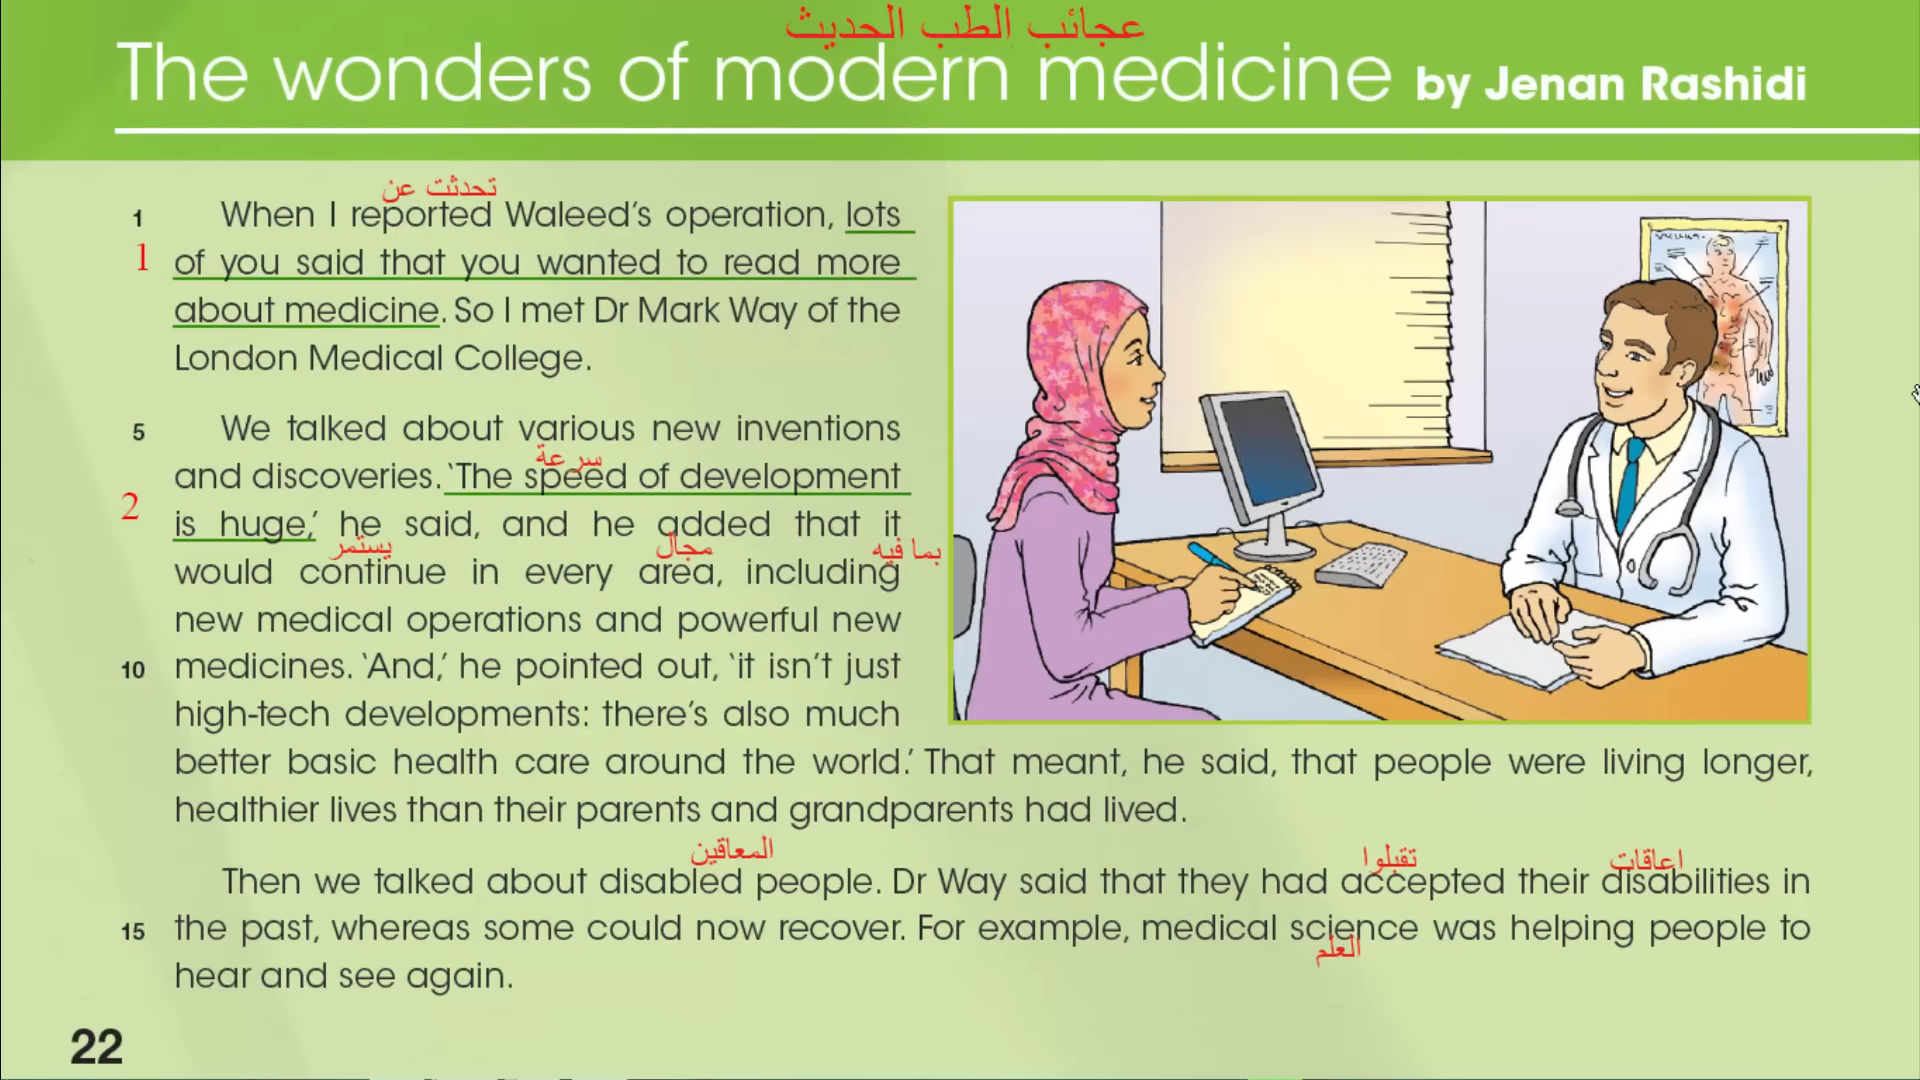 عجائب الطب الحديث
The wonders of modern medicine by Jenan Rashidi
تحدثت عن
1 When I reported Waleed's operation, lots
1 of you said that you wanted to read more
about medicine. So I met Dr Mark Way of the
London Medical College.
5 We talked about various new inventions
سرعة
and discoveries. 'The speed of development
2 is huge,' he said, and he added that it
يستمر مجال بما فيه
would continue in every area, including
new medical operations and powerful new
10 medicines. 'And,' he pointed out, 'it isn't just
high-tech developments: there's also much
better basic health care around the world.' That meant, he said, that people were living longer,
healthier lives than their parents and grandparents had lived.
المعاقين تقبلوا اعاقات
Then we talked about disabled people. Dr Way said that they had accepted their disabilities in
15 the past, whereas some could now recover. For example, medical science was helping people to
العلم
hear and see again.
22